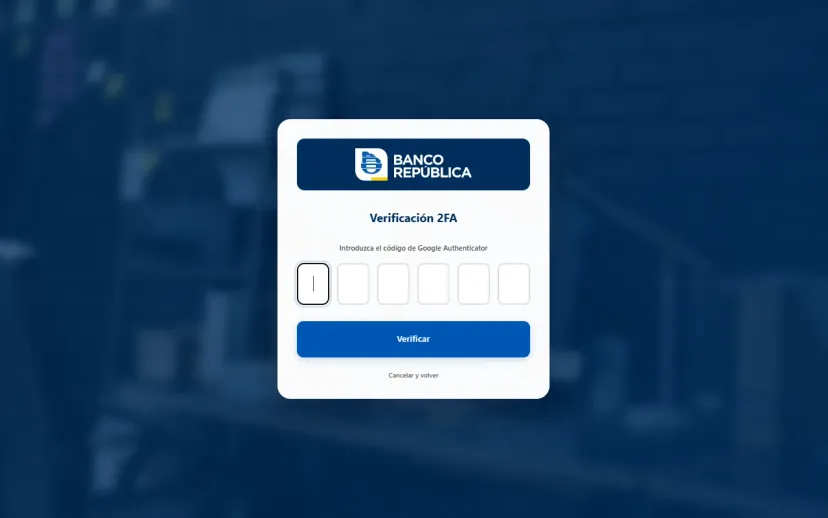 BANCO
REPÚBLICA
Verificación 2FA
Introduzca el código de Google Authenticator
Verificar
Cancelar y volver